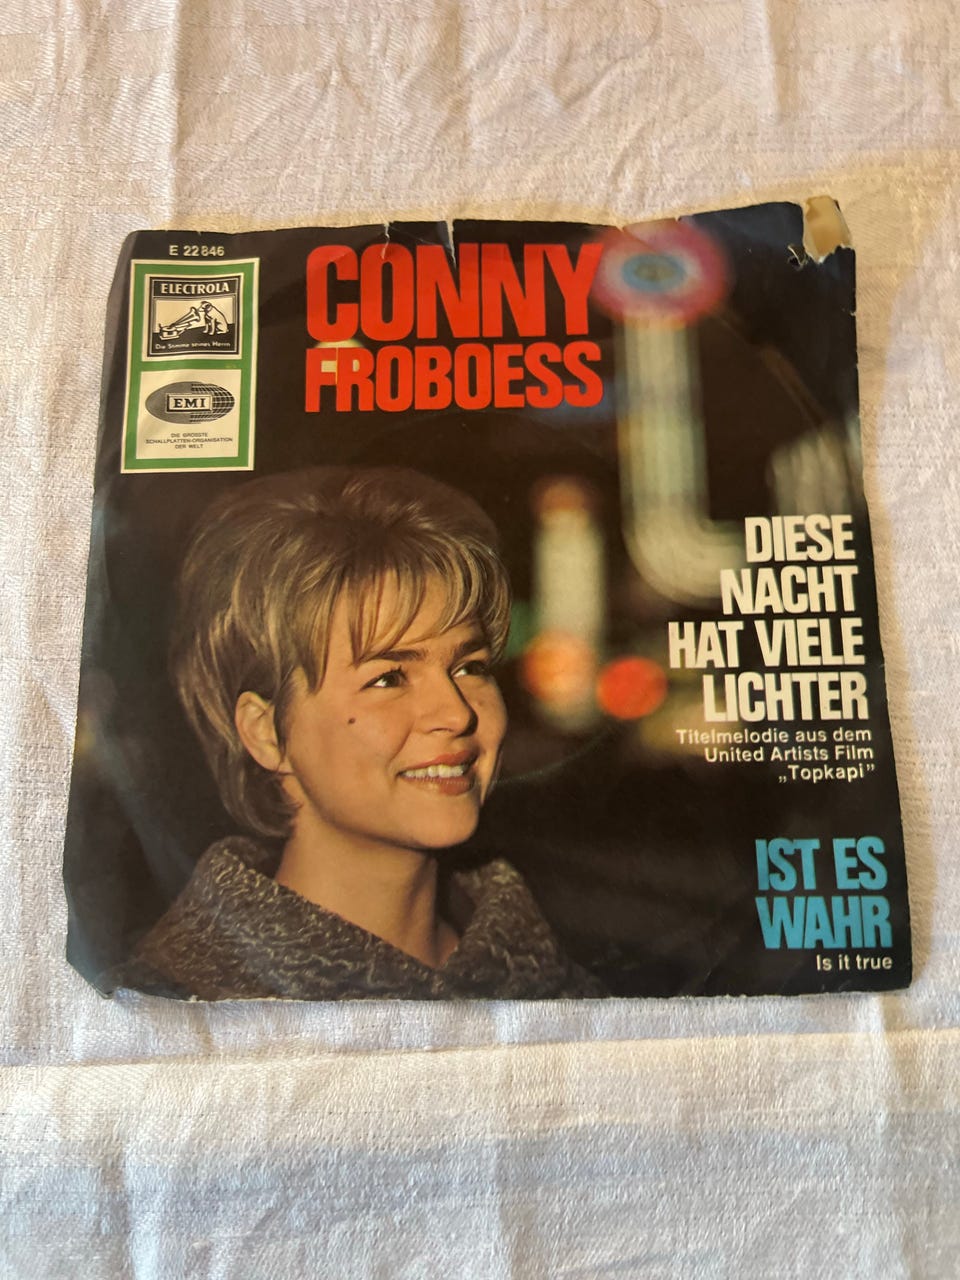 E 22846
ELECTROLA
Die Stimme seines Herrn
EMI
DIE GRÖSSTE
SCHALLPLATTEN-ORGANISATION
DER WELT
CONNY
FROBOESS
DIESE
NACHT
HAT VIELE
LICHTER
Titelmelodie aus dem
United Artists Film
„Topkapi”
IST ES
WAHR
Is it true